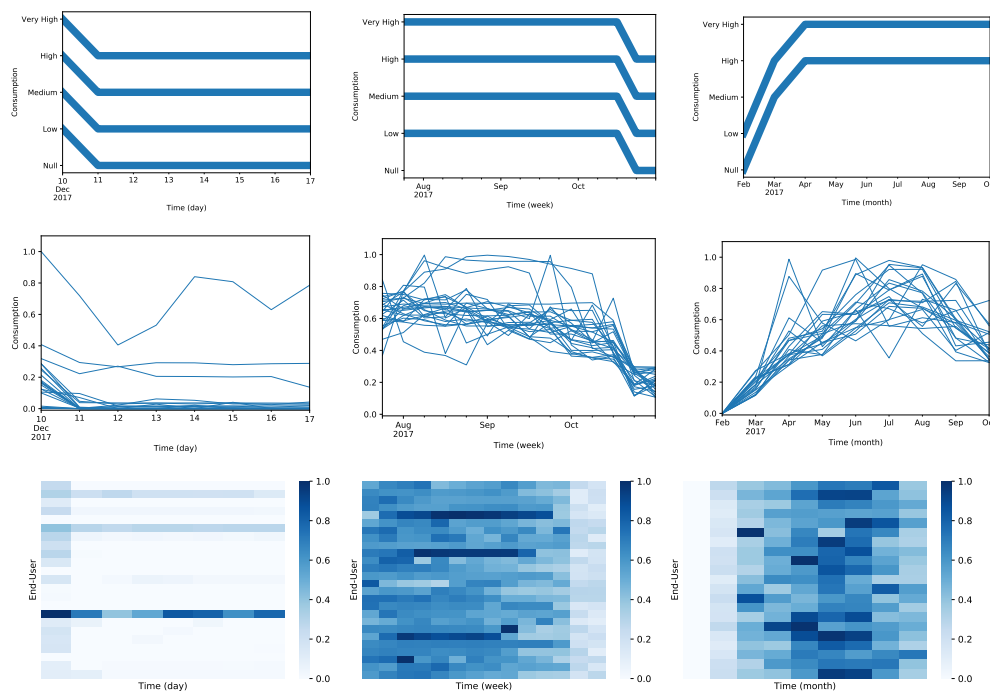 Very High
High
Medium
Low
Null
Consumption
10 11 12 13 14 15 16 17
Dec
2017
Time (day)
Very High
High
Medium
Low
Null
Consumption
Aug Sep Oct
2017
Time (week)
Very High
High
Medium
Low
Null
Consumption
Feb Mar Apr May Jun Jul Aug Sep O
2017
Time (month)
1.0
0.8
0.6
0.4
0.2
0.0
Consumption
10 11 12 13 14 15 16 17
Dec
2017
Time (day)
1.0
0.8
0.6
0.4
0.2
0.0
Consumption
Aug Sep Oct
2017
Time (week)
1.0
0.8
0.6
0.4
0.2
0.0
Consumption
Feb Mar Apr May Jun Jul Aug Sep O
2017
Time (month)
End-User
Time (day)
1.0
0.8
0.6
0.4
0.2
0.0
End-User
Time (week)
1.0
0.8
0.6
0.4
0.2
0.0
End-User
Time (month)
1.0
0.8
0.6
0.4
0.2
0.0